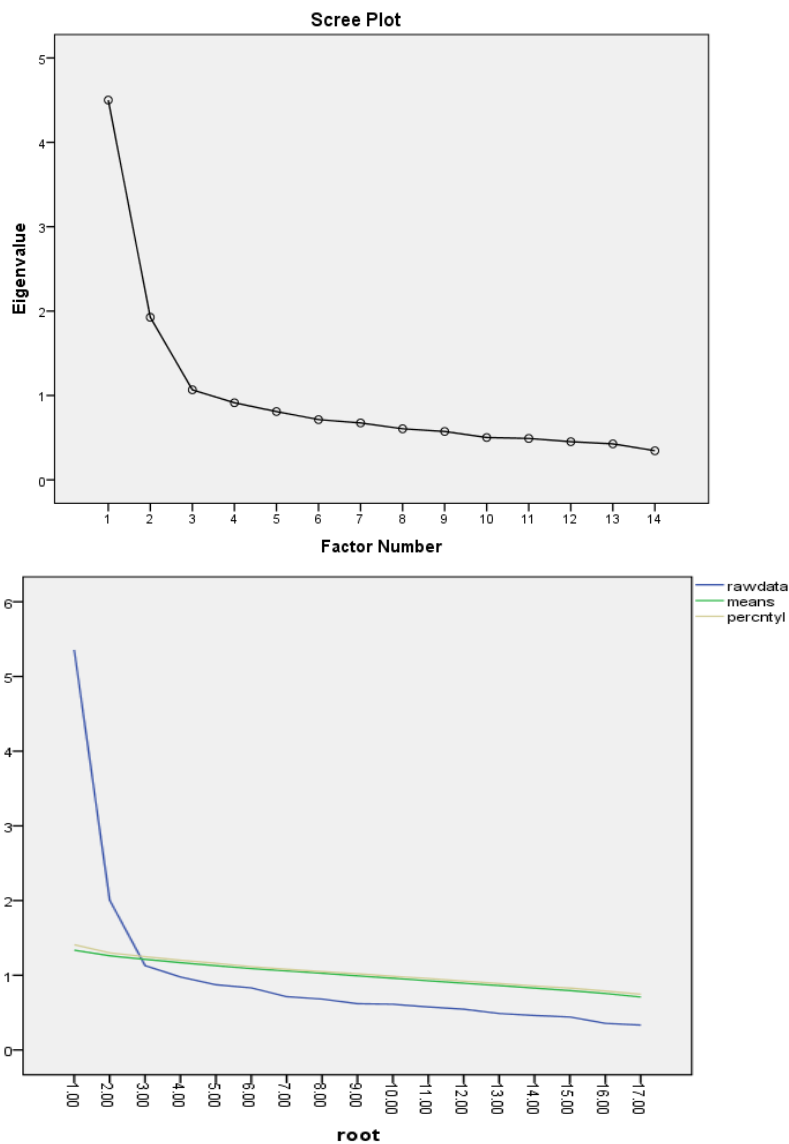 Scree Plot
5
4
3
2
1
0
Eigenvalue
1 2 3 4 5 6 7 8 9 10 11 12 13 14
Factor Number
rawdata
means
percntyl
6
5
4
3
2
1
0
1.00 2.00 3.00 4.00 5.00 6.00 7.00 8.00 9.00 10.00 11.00 12.00 13.00 14.00 15.00 16.00 17.00
root